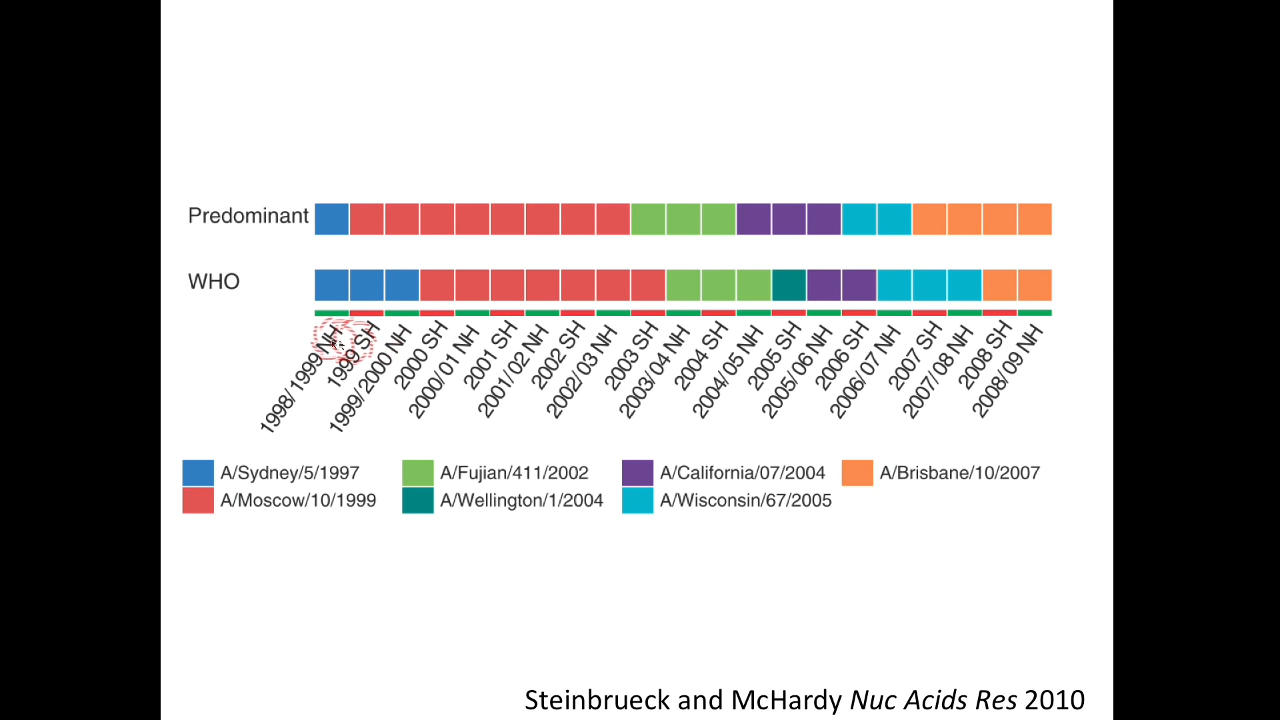 Predominant
WHO
1998/1999 NH
1999 SH
1999/2000 NH
2000 SH
2000/01 NH
2001 SH
2001/02 NH
2002 SH
2002/03 NH
2003 SH
2003/04 NH
2004 SH
2004/05 NH
2005 SH
2005/06 NH
2006 SH
2006/07 NH
2007 SH
2007/08 NH
2008 SH
2008/09 NH
A/Sydney/5/1997 A/Fujian/411/2002 A/California/07/2004 A/Brisbane/10/2007
A/Moscow/10/1999 A/Wellington/1/2004 A/Wisconsin/67/2005
Steinbrueck and McHardy Nuc Acids Res 2010